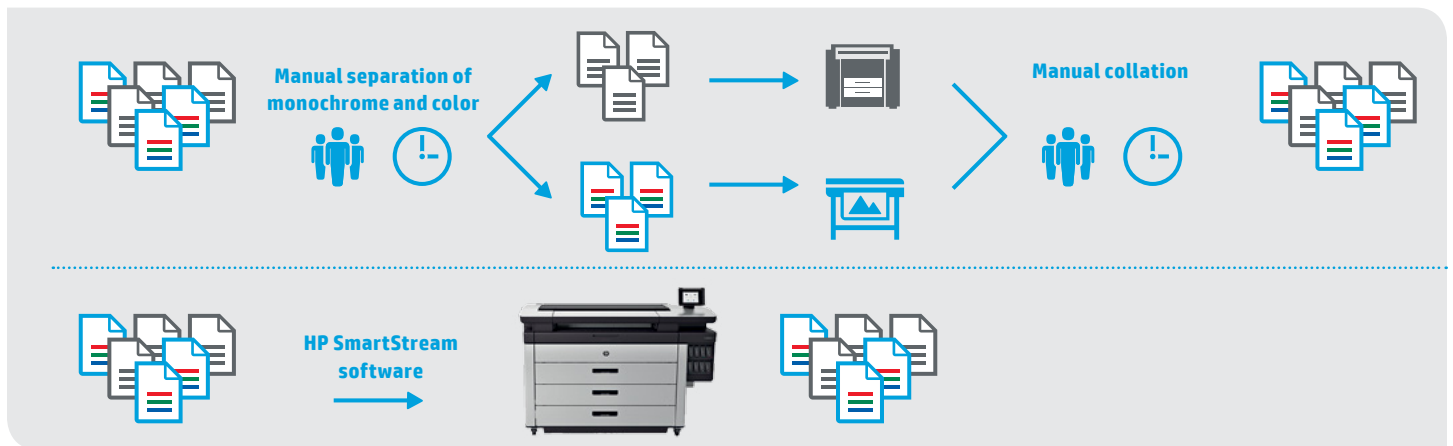 Manual separation of
monochrome and color
Manual collation
HP SmartStream
software